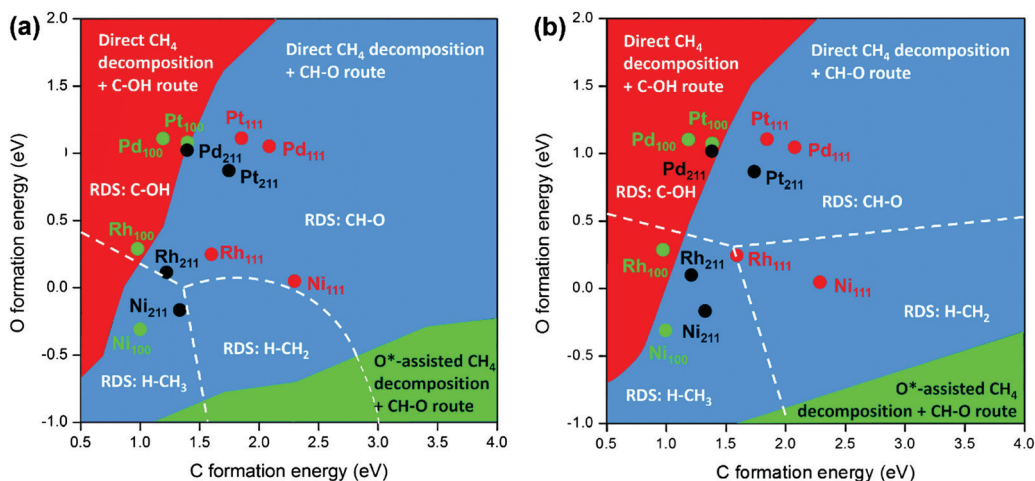 (a)
O formation energy (eV)
2.0
1.5
1.0
0.5
0.0
-0.5
-1.0
Direct CH4
decomposition
+ C-OH route
Direct CH4 decomposition
+ CH-O route
Pt100
Pt111
Pd100
Pd211
Pd111
Pt211
RDS: C-OH
RDS: CH-O
Rh100
Rh211
Rh111
Ni111
Ni211
Ni100
RDS: H-CH2
RDS: H-CH3
O*-assisted CH4
decomposition
+ CH-O route
0.5 1.0 1.5 2.0 2.5 3.0 3.5 4.0
C formation energy (eV)
(b)
O formation energy (eV)
2.0
1.5
1.0
0.5
0.0
-0.5
-1.0
Direct CH4
decomposition
+ C-OH route
Direct CH4 decomposition
+ CH-O route
Pt100
Pt111
Pd100
Pd111
Pd211
Pt211
RDS: C-OH
RDS: CH-O
Rh100
Rh211
Rh111
Ni111
Ni211
Ni100
RDS: H-CH2
RDS: H-CH3
O*-assisted CH4
decomposition + CH-O route
0.5 1.0 1.5 2.0 2.5 3.0 3.5 4.0
C formation energy (eV)